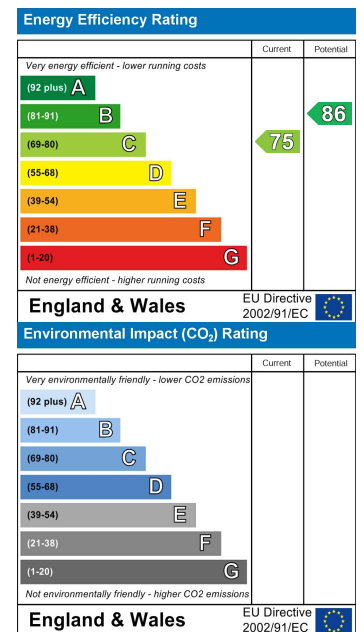 Energy Efficiency Rating
Current Potential
Very energy efficient - lower running costs
(92 plus) A
(81-91) B
86
(69-80) C
75
(55-68) D
(39-54) E
(21-38) F
(1-20) G
Not energy efficient - higher running costs
England & Wales
EU Directive
2002/91/EC
Environmental Impact (CO₂) Rating
Current Potential
Very environmentally friendly - lower CO2 emissions
(92 plus) A
(81-91) B
(69-80) C
(55-68) D
(39-54) E
(21-38) F
(1-20) G
Not environmentally friendly - higher CO2 emissions
England & Wales
EU Directive
2002/91/EC